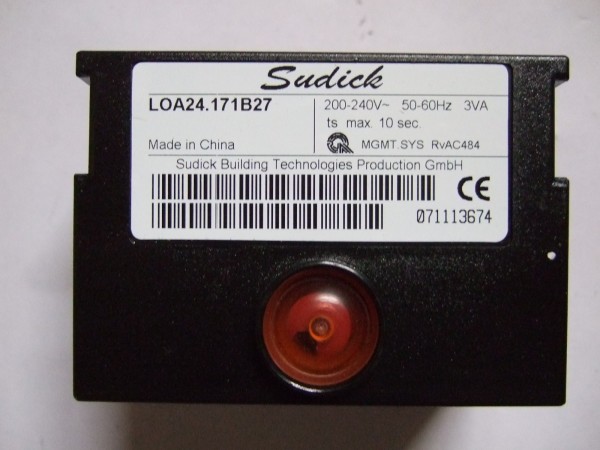 Sudick
LOA24.171B27
200-240V~ 50-60Hz 3VA
ts max. 10 sec.
Made in China
MGMT SYS RvAC484
Sudick Building Technologies Production GmbH
CE
071113674